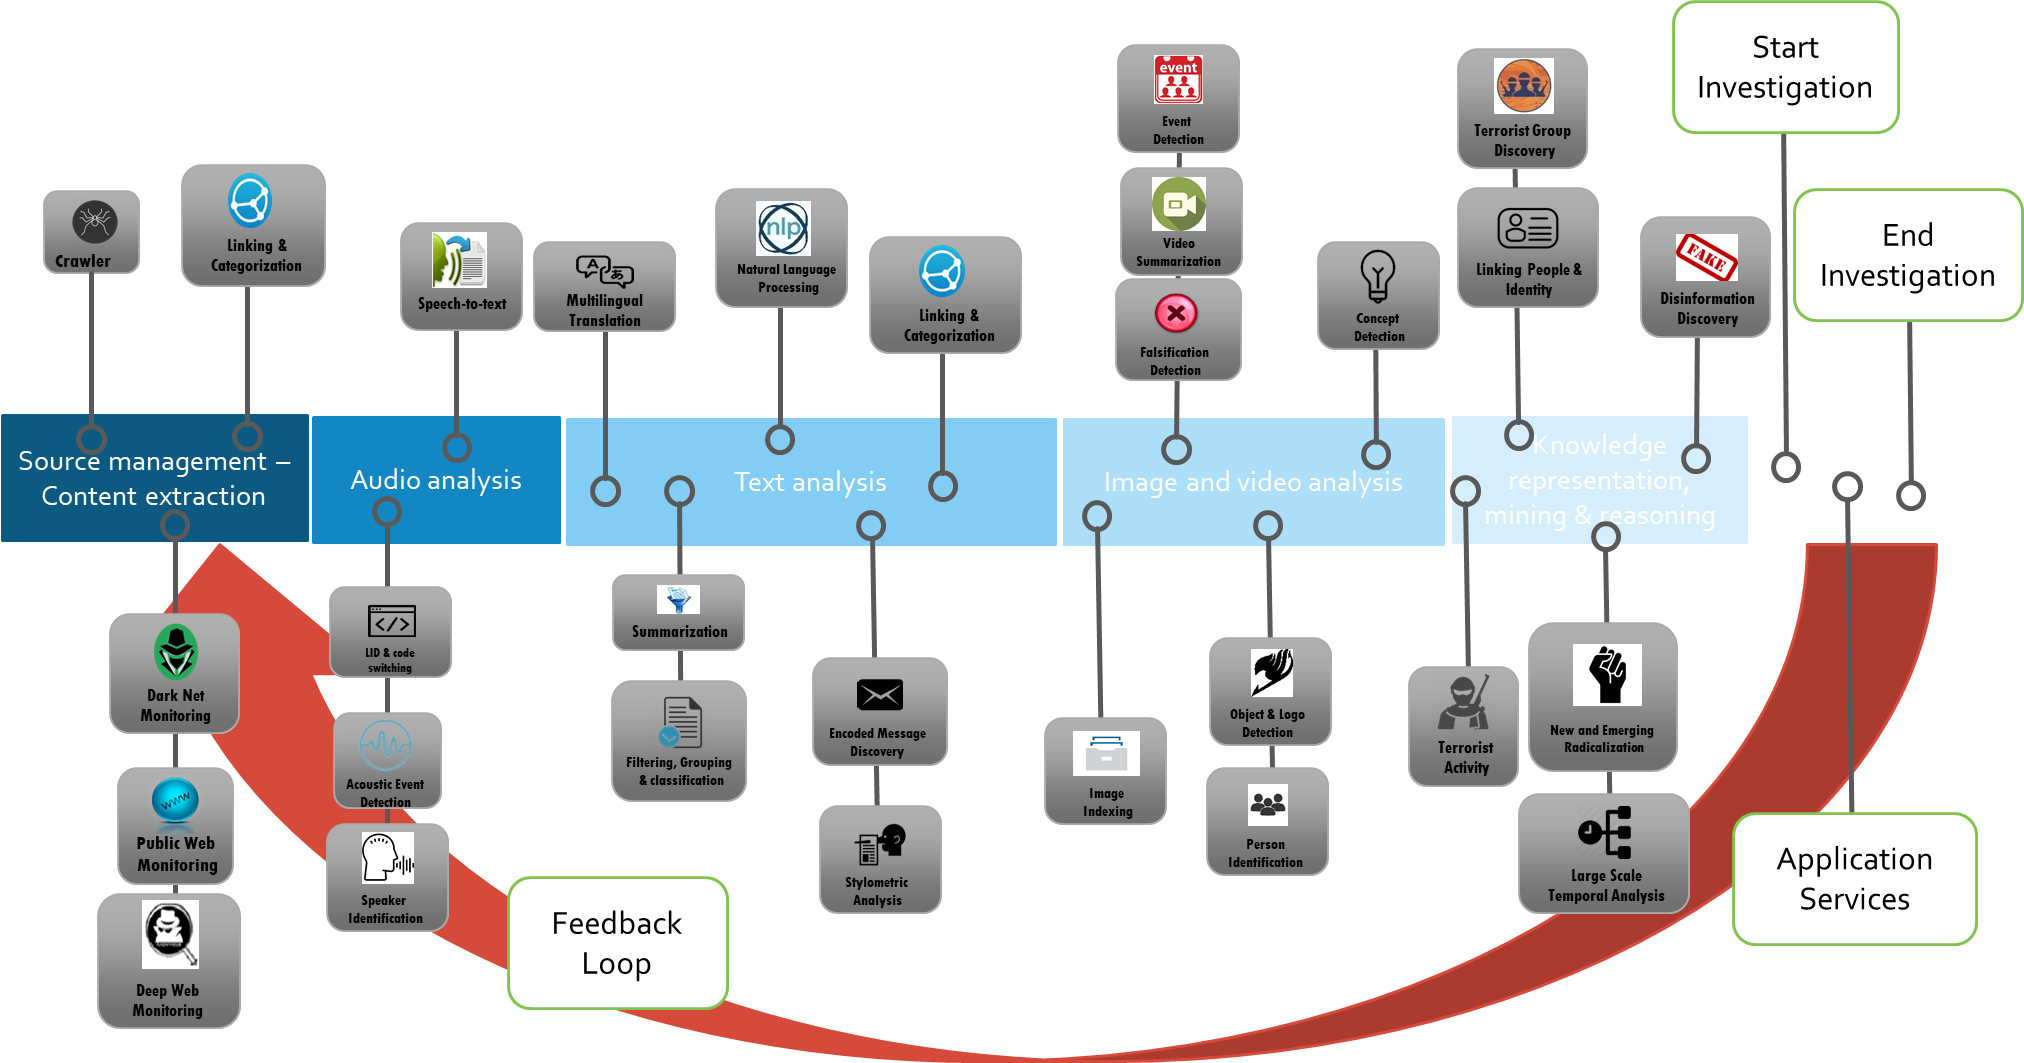 Start
Investigation
event
Event
Detection
Terrorist Group
Discovery
Crawler
Linking &
Categorization
Speech-to-text
A あ
Multilingual
Translation
nlp
Natural Language
Processing
Linking &
Categorization
Video
Summarization
Falsification
Detection
Concept
Detection
Linking People &
Identity
FAKE
Disinformation
Discovery
End
Investigation
Source management –
Content extraction
Audio analysis
Text analysis
Image and video analysis
Knowledge
representation,
mining & reasoning
Dark Net
Monitoring
www
Public Web
Monitoring
Deep Web
Monitoring
</>
LID & code
switching
Acoustic Event
Detection
Speaker
Identification
Summarization
Filtering, Grouping
& classification
Encoded Message
Discovery
Stylometric
Analysis
Image
Indexing
Object & Logo
Detection
Person
Identification
Terrorist
Activity
New and Emerging
Radicalization
Large Scale
Temporal Analysis
Application
Services
Feedback
Loop